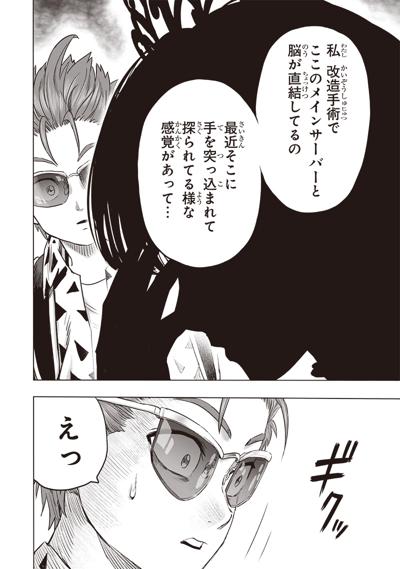 私 改造手術で
ここのメインサーバーと
脳が直結してるの
最近そこに
手を突っ込まれて
探られてる様な
感覚があって…
えっ
ギクッ